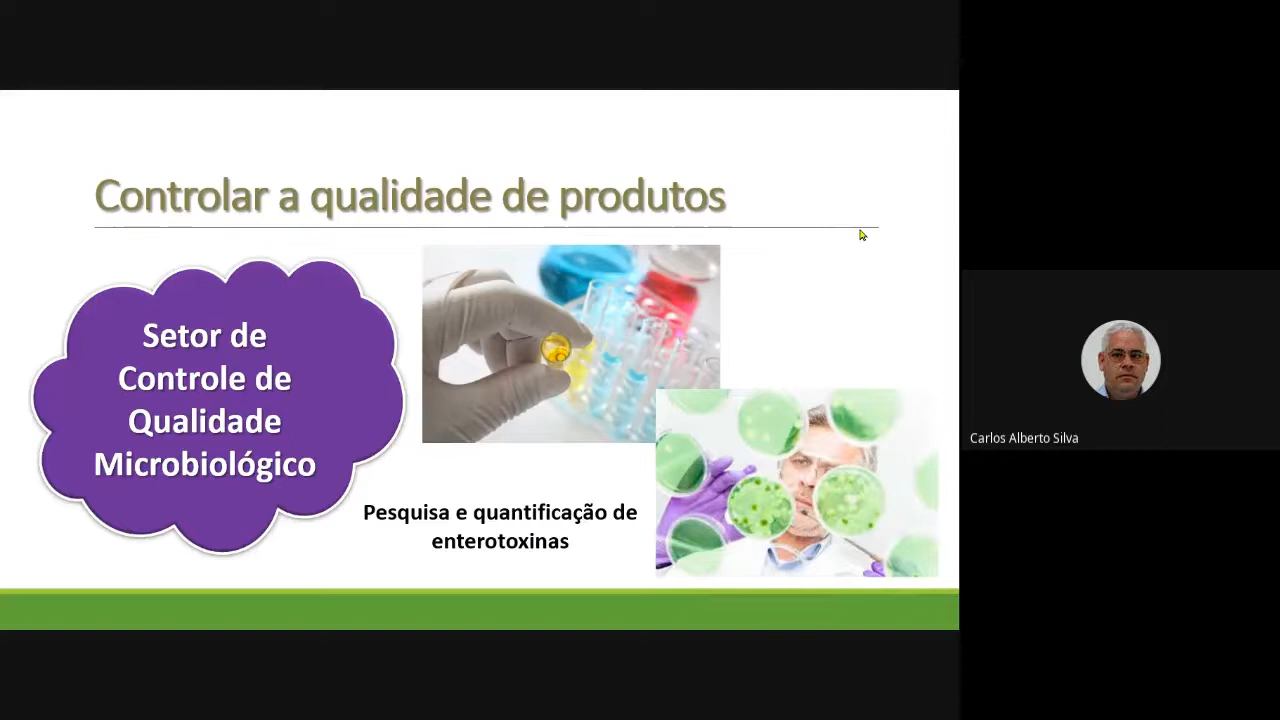 Controlar a qualidade de produtos
Setor de
Controle de
Qualidade
Microbiológico
Pesquisa e quantificação de
enterotoxinas
Carlos Alberto Silva